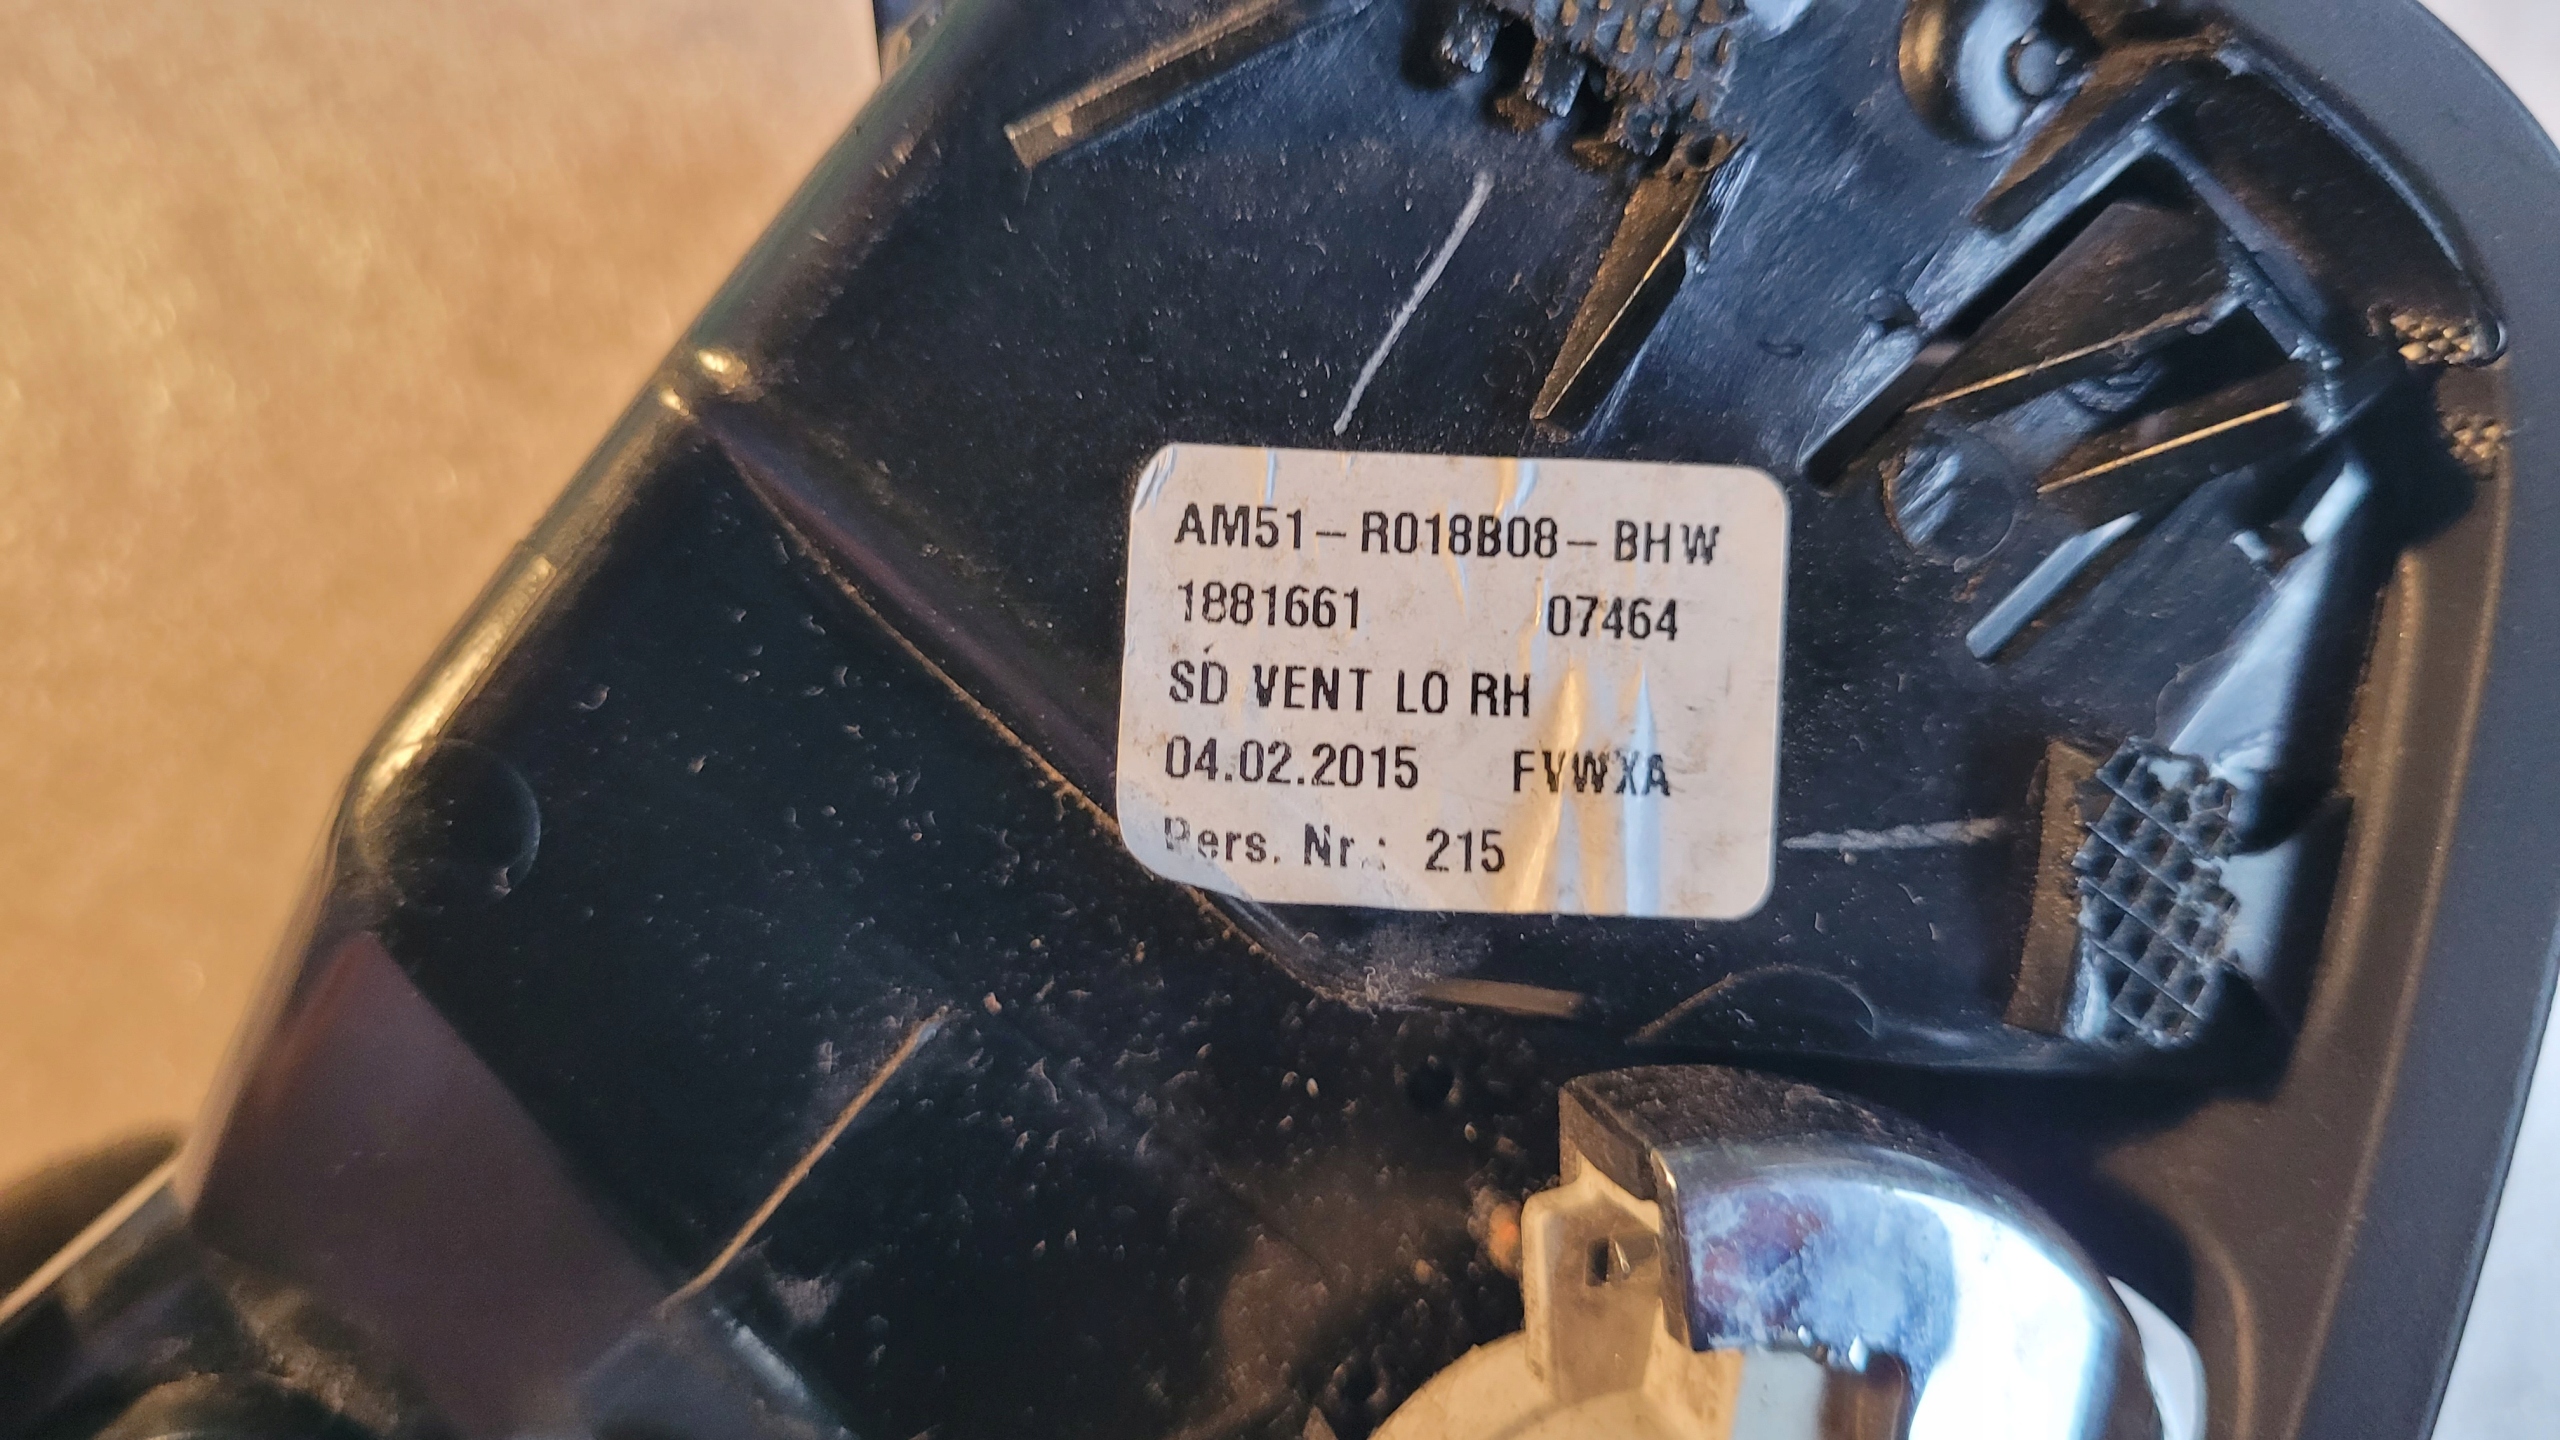 AM51-R018B08-BHW
1881661 07464
SD VENT LO RH
04.02.2015 FVWXA
Pers. Nr.: 215